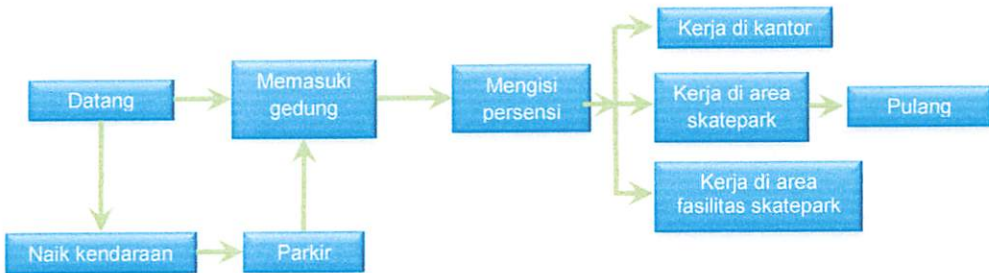 Datang
Memasuki
gedung
Mengisi
persensi
Kerja di kantor
Kerja di area
skatepark
Pulang
Kerja di area
fasilitas skatepark
Naik kendaraan
Parkir